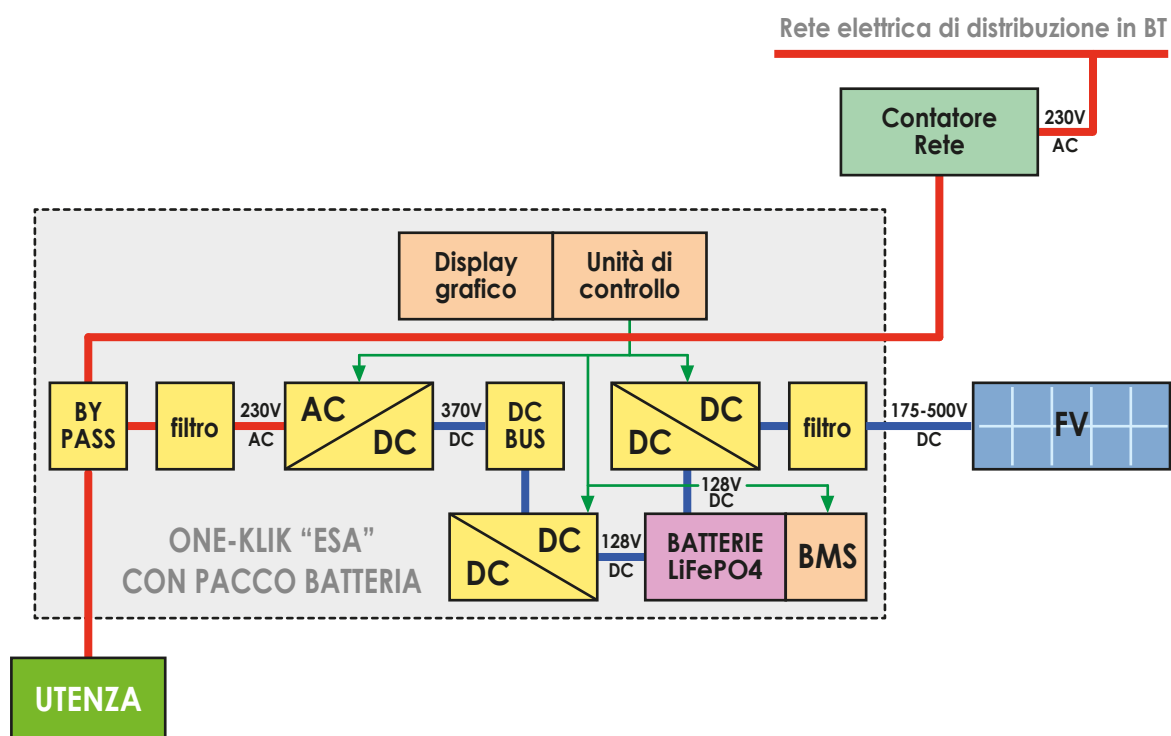 Rete elettrica di distribuzione in BT
Contatore
Rete
230V
AC
Display
grafico
Unità di
controllo
BY
PASS
filtro
230V
AC
AC
DC
370V
DC
DC
BUS
DC
DC
filtro
175-500V
DC
FV
128V
DC
ONE-KLIK “ESA”
CON PACCO BATTERIA
DC
DC
128V
DC
BATTERIE
LiFePO4
BMS
UTENZA